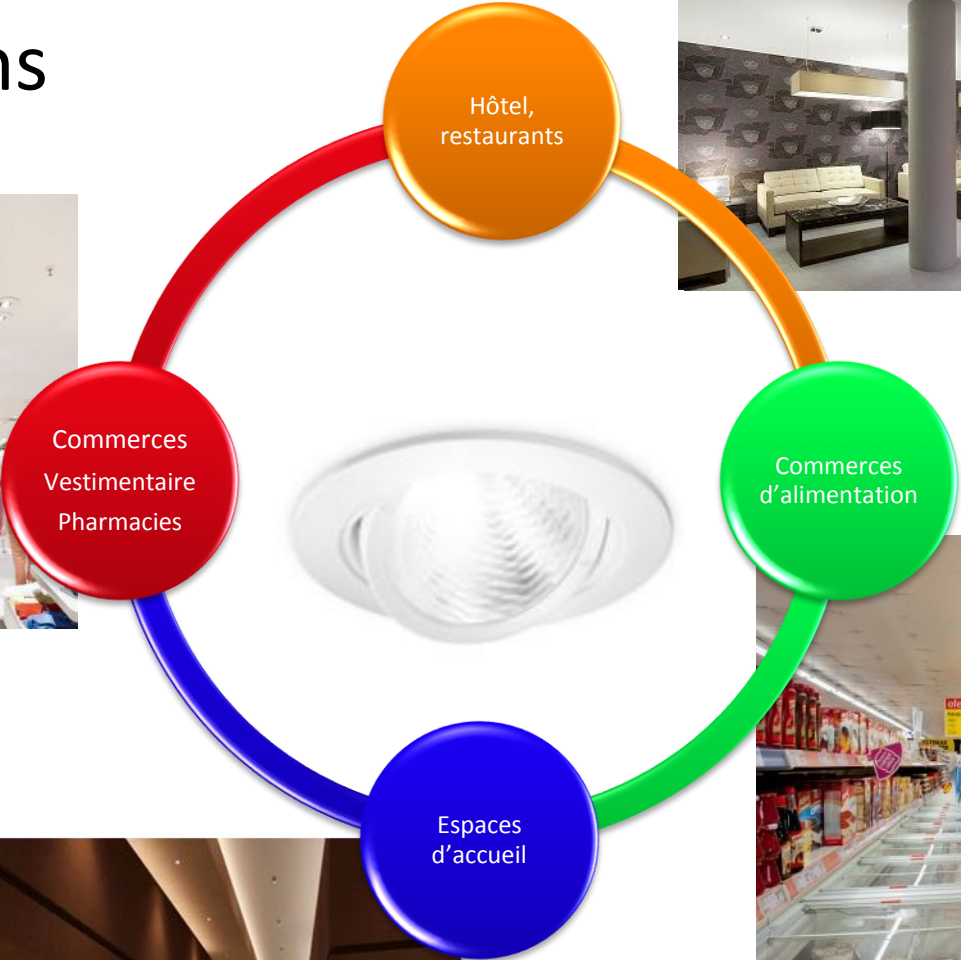 ns
Hôtel,
restaurants
Commerces
Vestimentaire
Pharmacies
Commerces
d’alimentation
Espaces
d’accueil